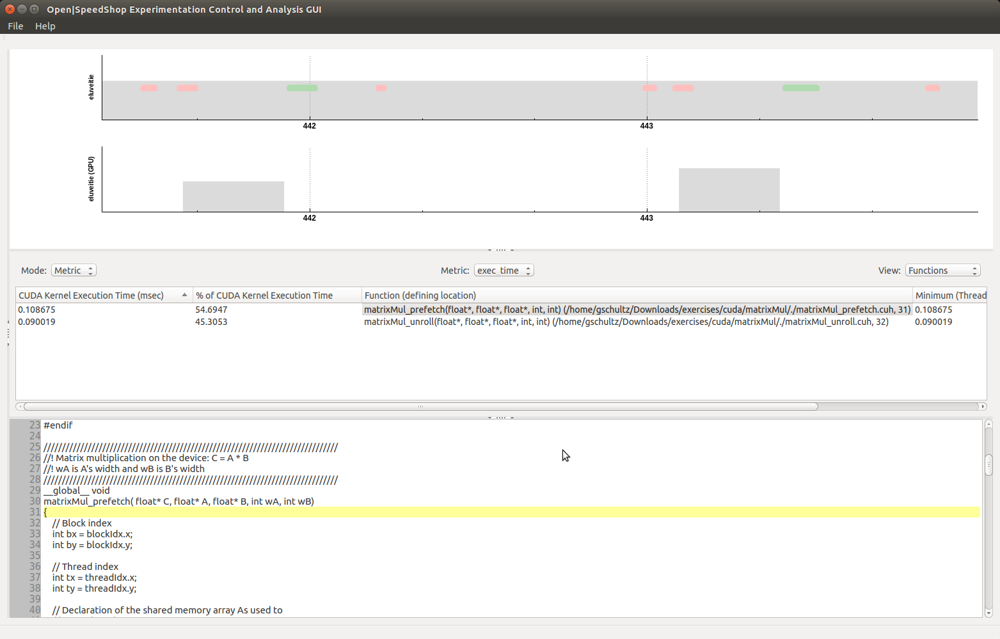 Open|SpeedShop Experimentation Control and Analysis GUI
File Help
eluveitie
442 443
eluveitie (GPU)
442 443
Mode: Metric Metric: exec_time View: Functions
CUDA Kernel Execution Time (msec) % of CUDA Kernel Execution Time Function (defining location) Minimum (Thread
0.108675 54.6947 matrixMul_prefetch(float*, float*, float*, int, int) (/home/gschultz/Downloads/exercises/cuda/matrixMul/./matrixMul_prefetch.cuh, 31) 0.108675
0.090019 45.3053 matrixMul_unroll(float*, float*, float*, int, int) (/home/gschultz/Downloads/exercises/cuda/matrixMul/./matrixMul_unroll.cuh, 32) 0.090019
23 #endif
24
25 ////////////////////////////////////////////////////////////////////////////////
26 //! Matrix multiplication on the device: C = A * B
27 //! wA is A's width and wB is B's width
28 ////////////////////////////////////////////////////////////////////////////////
29 __global__ void
30 matrixMul_prefetch( float* C, float* A, float* B, int wA, int wB)
31 {
32 // Block index
33 int bx = blockIdx.x;
34 int by = blockIdx.y;
35
36 // Thread index
37 int tx = threadIdx.x;
38 int ty = threadIdx.y;
39
40 // Declaration of the shared memory array As used to